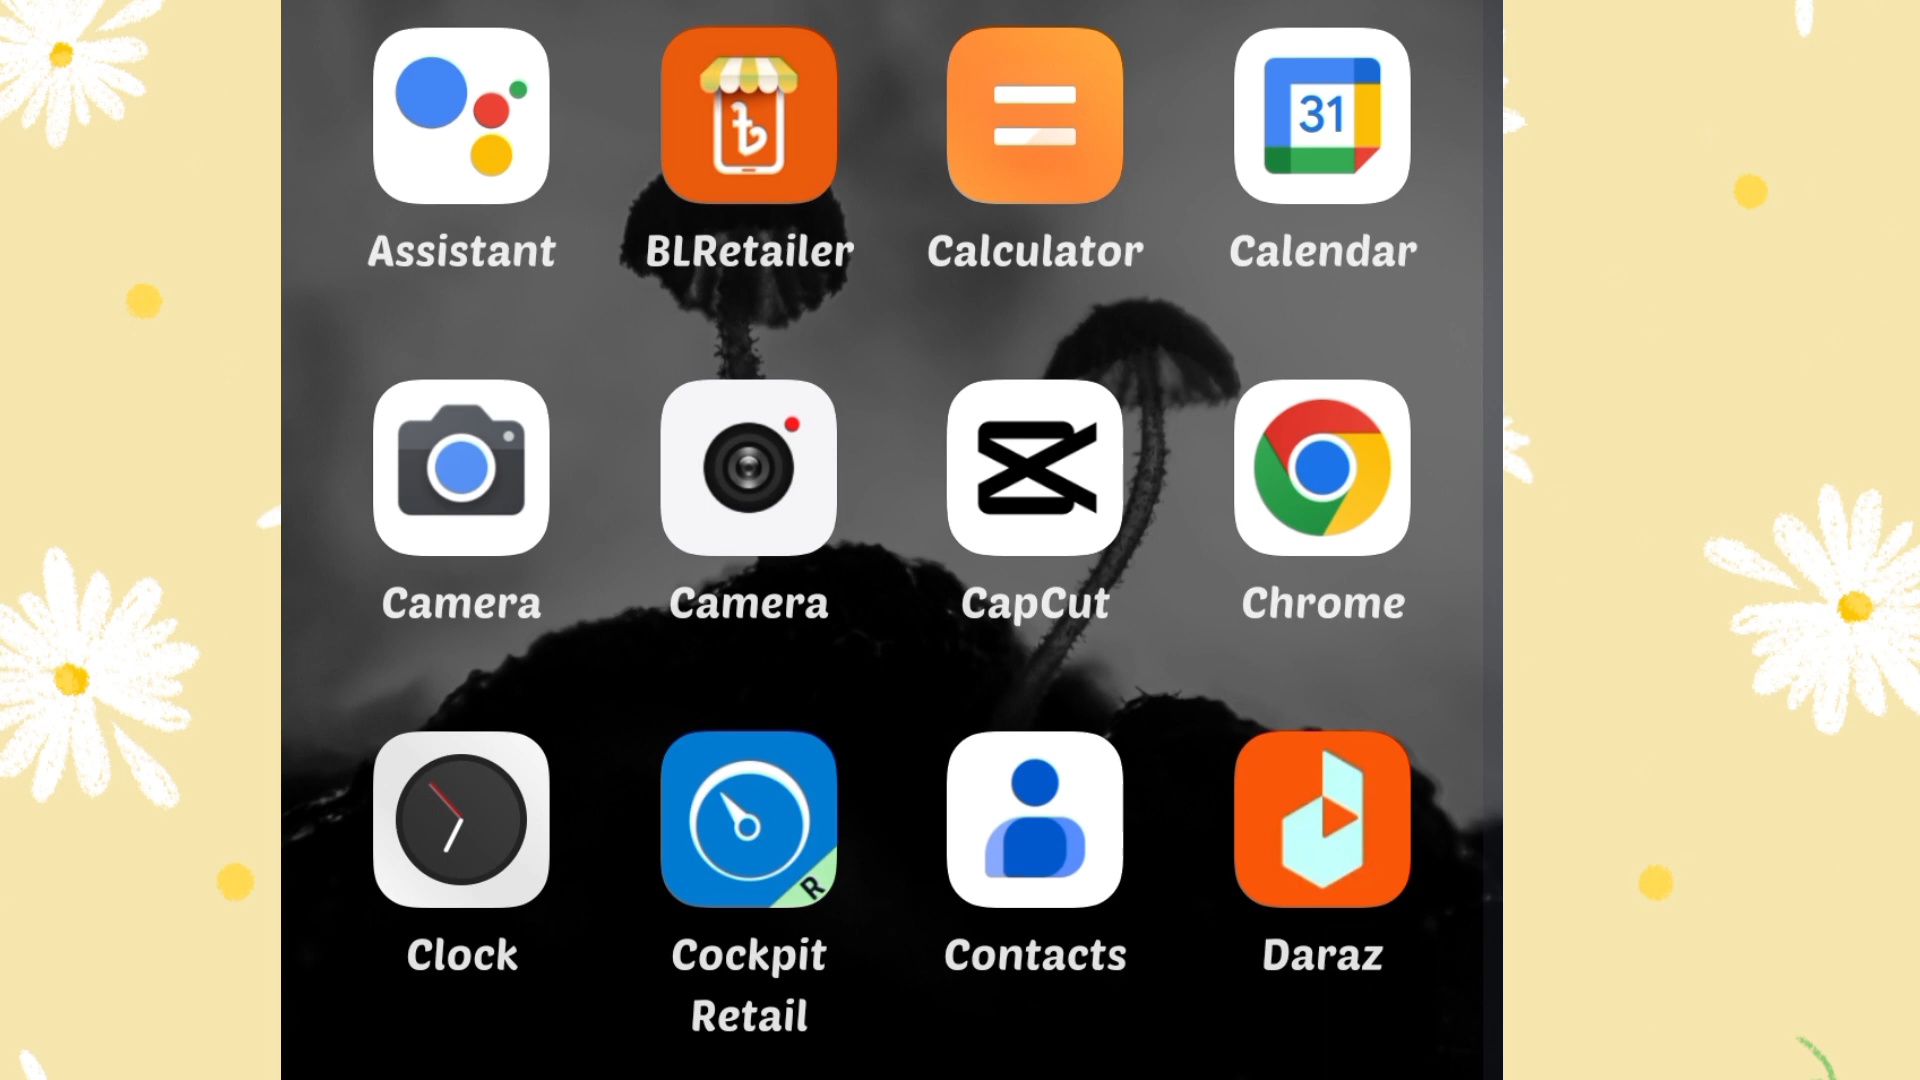 31
৳
Assistant BLRetailer Calculator Calendar
Camera Camera CapCut Chrome
R
Clock Cockpit Contacts Daraz
Retail